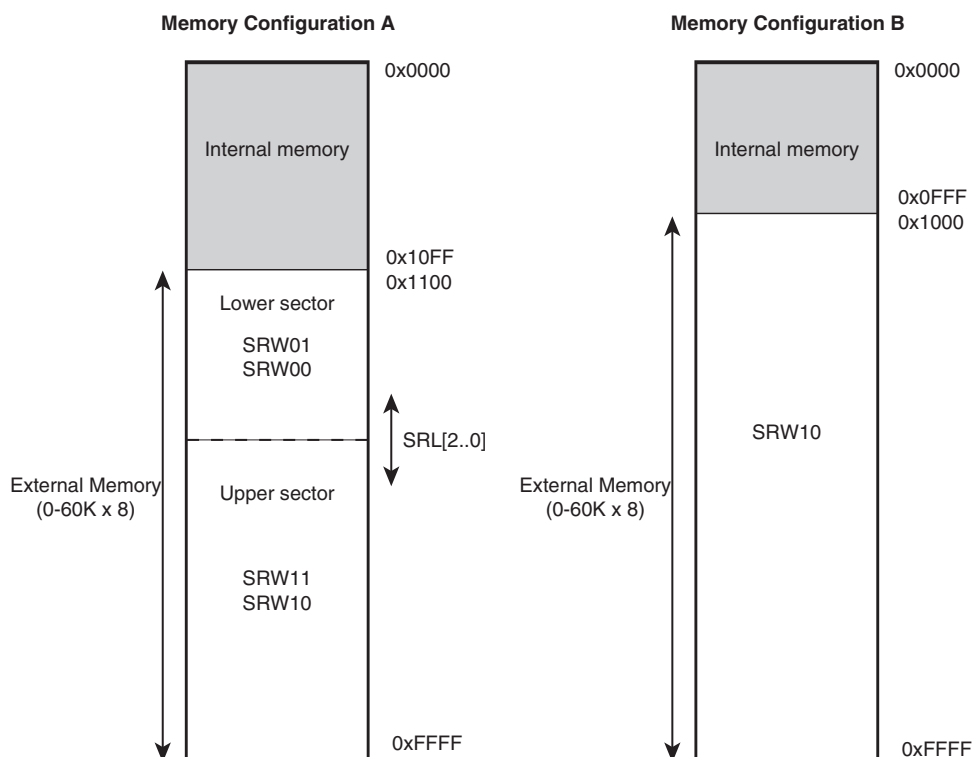 Memory Configuration A
0x0000
Internal memory
0x10FF
0x1100
Lower sector
SRW01
SRW00
SRL[2..0]
Upper sector
External Memory
(0-60K x 8)
SRW11
SRW10
0xFFFF
Memory Configuration B
0x0000
Internal memory
0x0FFF
0x1000
SRW10
External Memory
(0-60K x 8)
0xFFFF